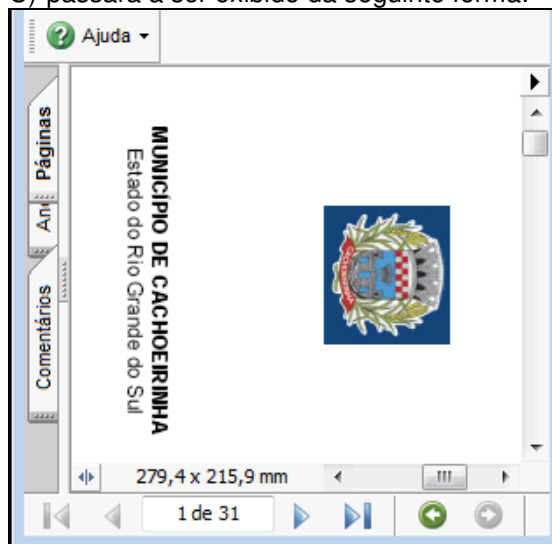 C) passará a ser exibido da seguinte forma:
Ajuda
Páginas
Comentários
MUNICÍPIO DE CACHOEIRINHA
Estado do Rio Grande do Sul
279,4 x 215,9 mm
1 de 31